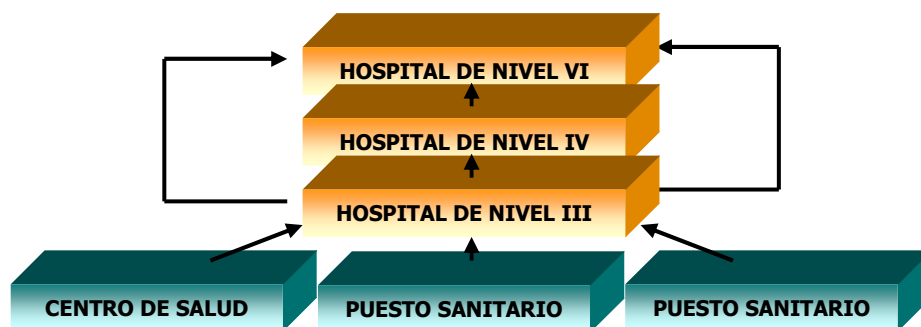 HOSPITAL DE NIVEL VI
HOSPITAL DE NIVEL IV
HOSPITAL DE NIVEL III
CENTRO DE SALUD
PUESTO SANITARIO
PUESTO SANITARIO